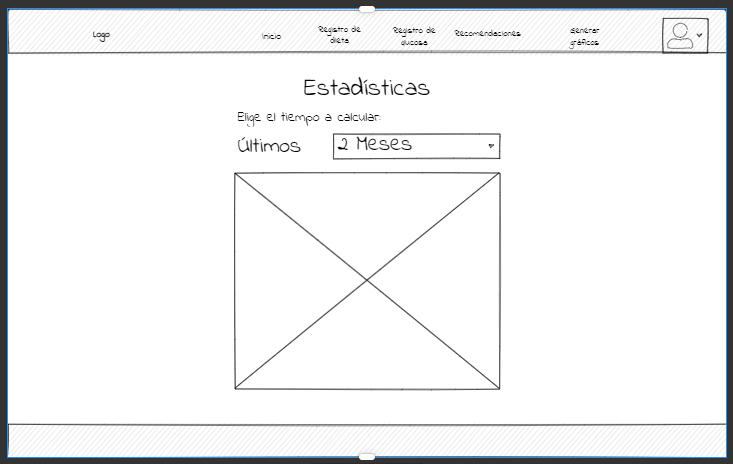 Logo
Inicio
Registro de
dieta
Registro de
glucosa
Recomendaciones
Generar
gráficos
Estadísticas
Elige el tiempo a calcular:
Últimos
2 Meses